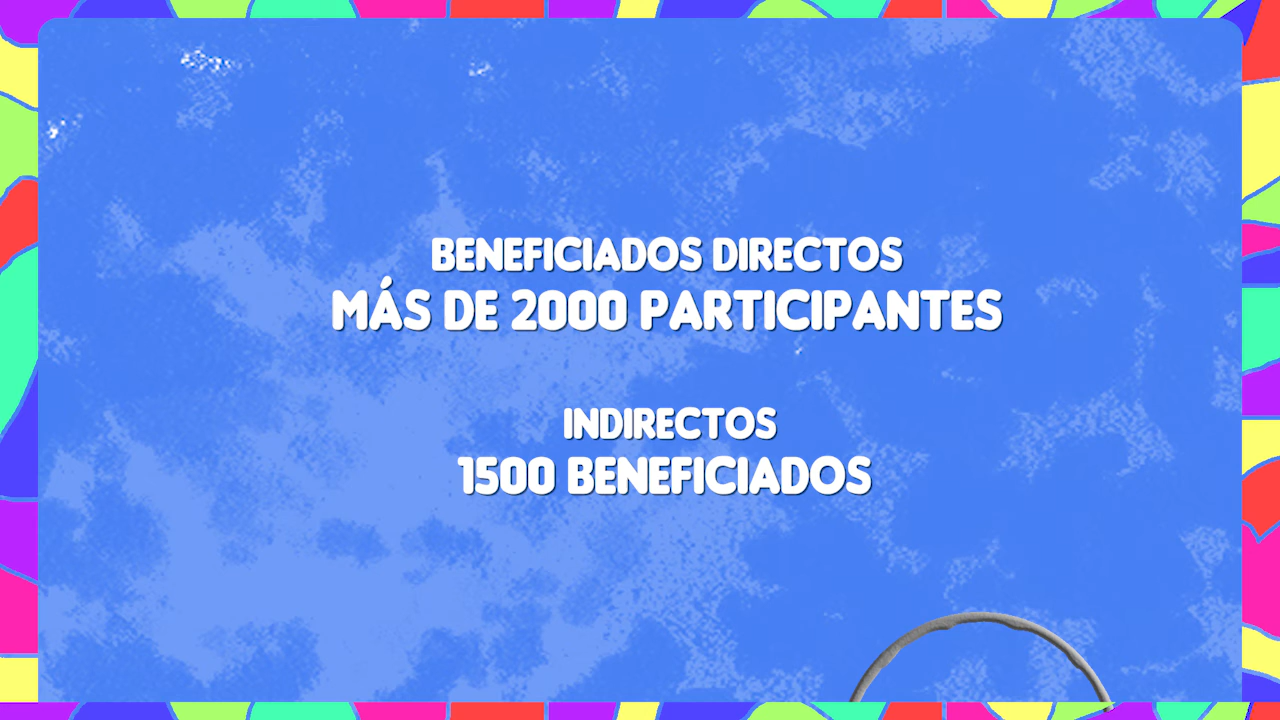 BENEFICIADOS DIRECTOS
MÁS DE 2000 PARTICIPANTES
INDIRECTOS
1500 BENEFICIADOS